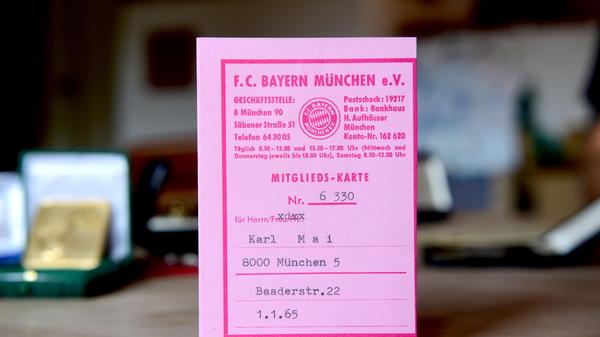 F. C. BAYERN MÜNCHEN e.V.
GESCHÄFTSSTELLE:
8 München 90
Säbener Straße 51
Telefon 64 30 05
F.C. BAYERN
MÜNCHEN
Postscheck: 19217
Bank: Bankhaus
H. Aufhäuser
München
Konto-Nr. 162 620
Täglich 8.30-12.00 und 15.00-17.00 Uhr (Mittwoch und
Donnerstag jeweils bis 18.00 Uhr), Samstag 8.30-12.00 Uhr
MITGLIEDS-KARTE
Nr. 6 330
für Herrn/
Karl M a i
8000 München 5
Baaderstr.22
1.1.65